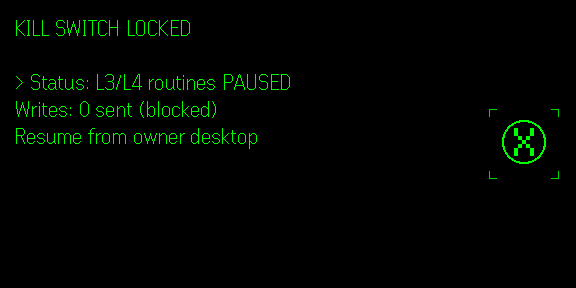 KILL SWITCH LOCKED
> Status: L3/L4 routines PAUSED
Writes: 0 sent (blocked)
Resume from owner desktop